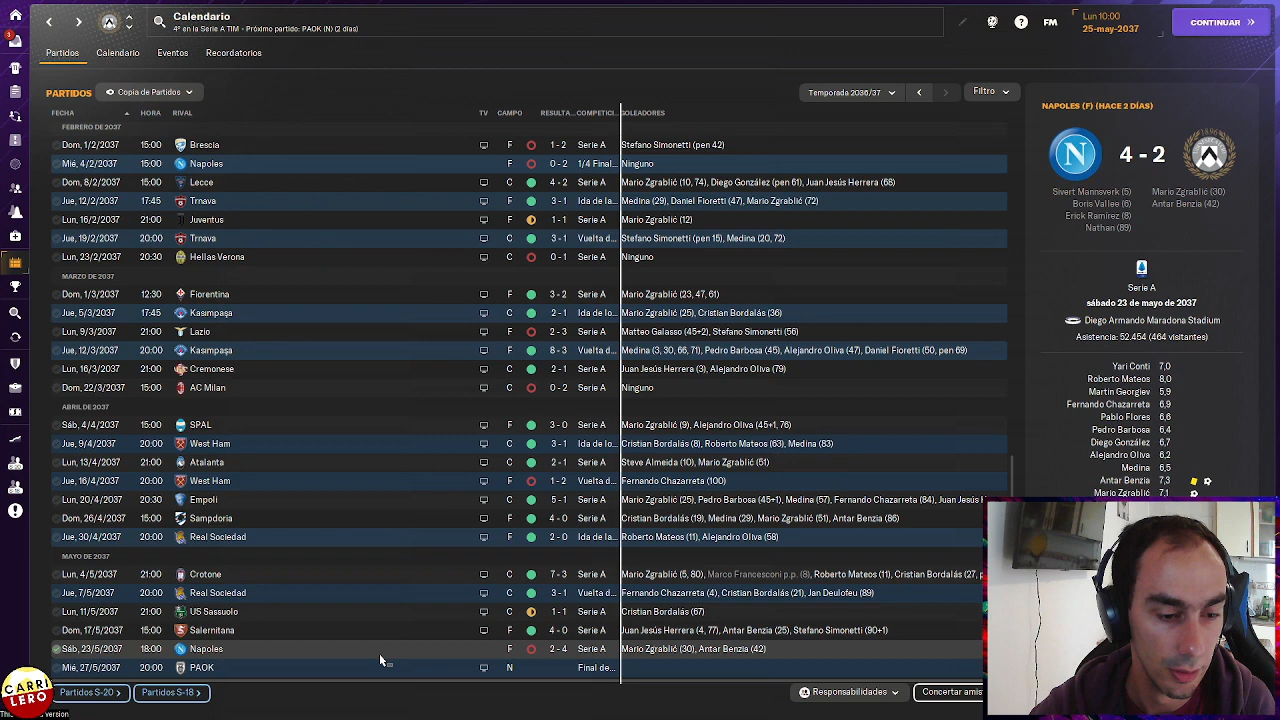 Calendario
4º en la Serie A TIM - Próximo partido: PAOK (N) (2 días)
FM
Lun 10:00
25-may-2037
CONTINUAR
3
Partidos Calendario Eventos Recordatorios
PARTIDOS Copia de Partidos Temporada 2036/37 Filtro
FECHA HORA RIVAL TV CAMPO RESULTA... COMPETICI... GOLEADORES
FEBRERO DE 2037
Dom, 1/2/2037 15:00 Brescia F 1-2 Serie A Stefano Simonetti (pen 42)
Mié, 4/2/2037 15:00 Napoles F 0-2 1/4 Final... Ninguno
Dom, 8/2/2037 15:00 Lecce C 4-2 Serie A Mario Zgrablić (10, 74), Diego González (pen 61), Juan Jesús Herrera (68)
Jue, 12/2/2037 17:45 Trnava F 3-1 Ida de lo... Medina (29), Daniel Fioretti (47), Mario Zgrablić (72)
Lun, 16/2/2037 21:00 Juventus F 1-1 Serie A Mario Zgrablić (12)
Jue, 19/2/2037 20:00 Trnava C 3-1 Vuelta d... Stefano Simonetti (pen 15), Medina (20, 72)
Lun, 23/2/2037 20:30 Hellas Verona C 0-1 Serie A Ninguno
MARZO DE 2037
Dom, 1/3/2037 12:30 Fiorentina F 3-2 Serie A Mario Zgrablić (23, 47, 61)
Jue, 5/3/2037 17:45 Kasımpaşa C 2-1 Ida de lo... Mario Zgrablić (25), Cristian Bordalás (36)
Lun, 9/3/2037 21:00 Lazio F 2-3 Serie A Matteo Galasso (45+2), Stefano Simonetti (56)
Jue, 12/3/2037 20:00 Kasımpaşa F 8-3 Vuelta d... Medina (3, 30, 66, 71), Pedro Barbosa (45), Alejandro Oliva (47), Daniel Fioretti (50, pen 69)
Lun, 16/3/2037 21:00 Cremonese F 2-1 Serie A Juan Jesús Herrera (3), Alejandro Oliva (79)
Dom, 22/3/2037 15:00 AC Milan C 0-2 Serie A Ninguno
ABRIL DE 2037
Sáb, 4/4/2037 15:00 SPAL F 3-0 Serie A Mario Zgrablić (9), Alejandro Oliva (45+1, 76)
Jue, 9/4/2037 20:00 West Ham C 3-1 Ida de lo... Cristian Bordalás (8), Roberto Mateos (63), Medina (83)
Lun, 13/4/2037 21:00 Atalanta C 2-1 Serie A Steve Almeida (10), Mario Zgrablić (51)
Jue, 16/4/2037 20:00 West Ham F 1-2 Vuelta d... Fernando Chazarreta (100)
Lun, 20/4/2037 20:30 Empoli C 5-1 Serie A Mario Zgrablić (25), Pedro Barbosa (45+1), Medina (57), Fernando Chazarreta (84), Juan Jesús
Dom, 26/4/2037 15:00 Sampdoria F 4-0 Serie A Cristian Bordalás (19), Medina (29), Mario Zgrablić (51), Antar Benzia (86)
Jue, 30/4/2037 20:00 Real Sociedad F 2-0 Ida de lo... Roberto Mateos (11), Alejandro Oliva (58)
MAYO DE 2037
Lun, 4/5/2037 21:00 Crotone C 7-3 Serie A Mario Zgrablić (5, 80), Marco Francesconi p.p. (8), Roberto Mateos (11), Cristian Bordalás (27,
Jue, 7/5/2037 20:00 Real Sociedad C Vuelta d... Fernando Chazarreta (4), Cristian Bordalás (21), Jan Deulofeu (89)
Lun, 11/5/2037 21:00 US Sassuolo C 1-1 Serie A Cristian Bordalás (67)
Dom, 17/5/2037 15:00 Salernitana F 4-0 Serie A Juan Jesús Herrera (4, 77), Antar Benzia (25), Stefano Simonetti (90+1)
Sáb, 23/5/2037 18:00 Napoles F 2-4 Serie A Mario Zgrablić (30), Antar Benzia (42)
Mié, 27/5/2037 20:00 PAOK N Final de...
Partidos S-20 Partidos S-18 Responsabilidades Concertar amis
NAPOLES (F) (HACE 2 DÍAS)
4 - 2
1896
Sivert Mannsverk (5) Mario Zgrablić (30)
Boris Vallee (6) Antar Benzia (42)
Erick Ramírez (8)
Nathan (89)
Serie A
sábado 23 de mayo de 2037
Diego Armando Maradona Stadium
Asistencia: 52.454 (464 visitantes)
Yari Conti 7,0
Roberto Mateos 8,0
Martin Georgiev 5,9
Fernando Chazarreta 6,9
Pablo Flores 6,6
Pedro Barbosa 6,4
Diego González 6,7
Alejandro Oliva 6,2
Medina 6,5
Antar Benzia 7,3
Mario Zgrablić 7,1
CARRI
LERO